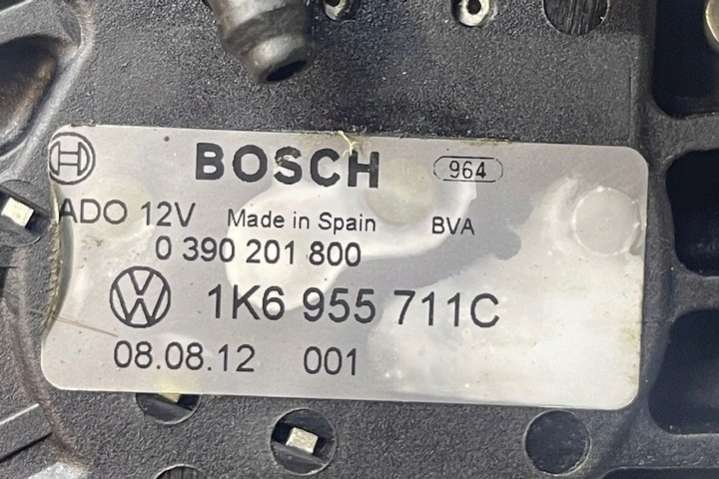 BOSCH 964
ADO 12V Made in Spain BVA
0 390 201 800
VW 1K6 955 711C
08.08.12 001